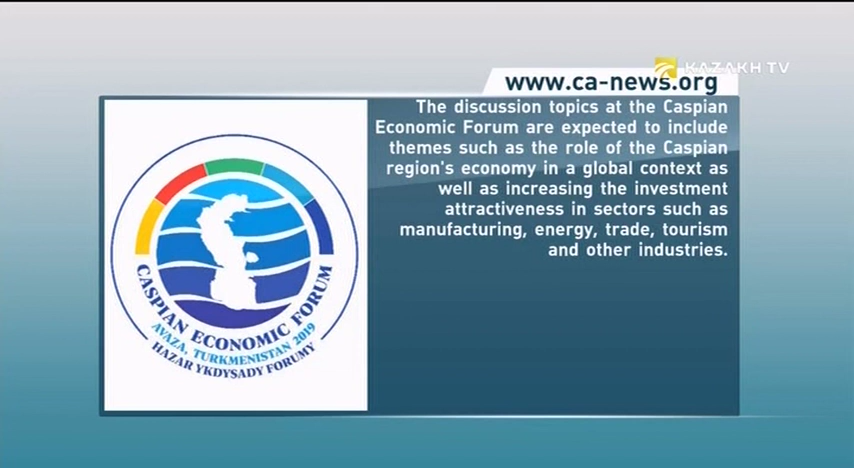 KAZAKH TV
www.ca-news.org
The discussion topics at the Caspian
Economic Forum are expected to include
themes such as the role of the Caspian
region's economy in a global context as
well as increasing the investment
attractiveness in sectors such as
manufacturing, energy, trade, tourism
and other industries.
CASPIAN ECONOMIC FORUM
AVAZA, TURKMENISTAN 2019
HAZAR YKDYSADY FORUMY